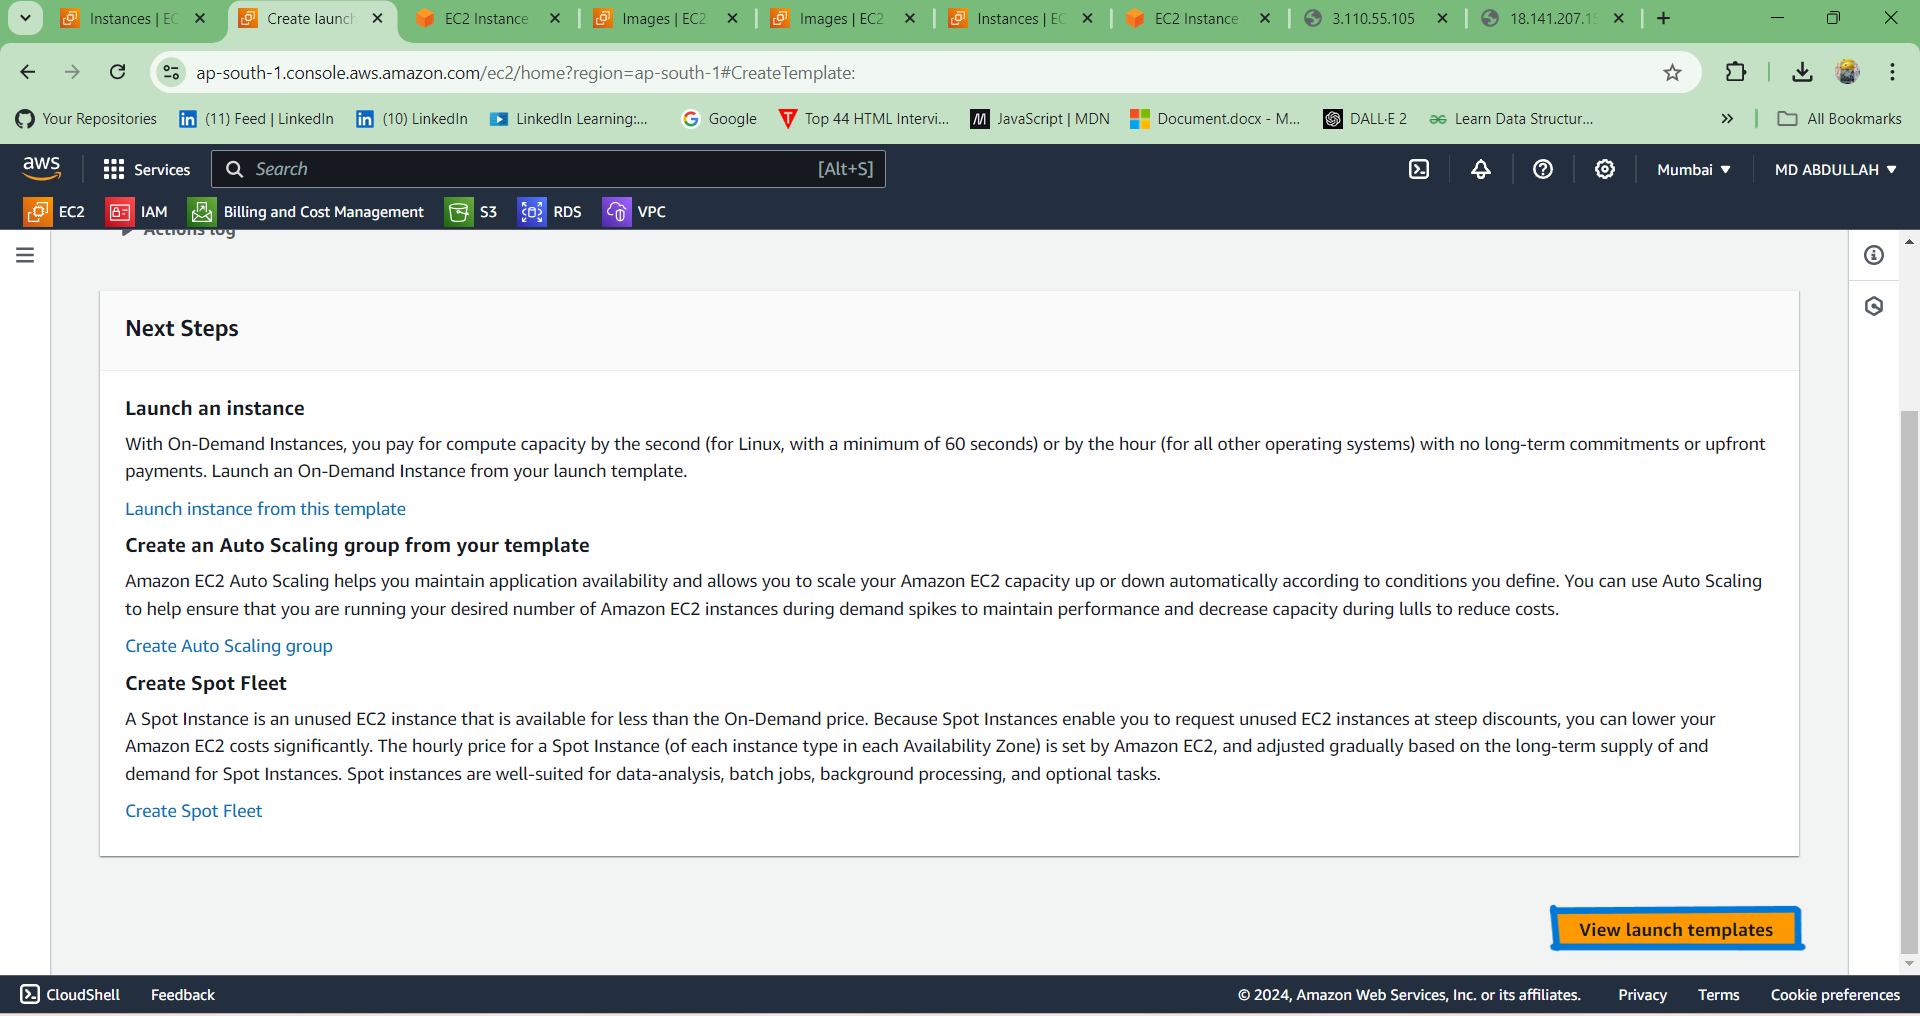 Instances | EC
Create launch
EC2 Instance
Images | EC2
Images | EC2
Instances | EC
EC2 Instance
3.110.55.105
18.141.207.15
ap-south-1.console.aws.amazon.com/ec2/home?region=ap-south-1#CreateTemplate:
Your Repositories
(11) Feed | LinkedIn
(10) LinkedIn
LinkedIn Learning:...
Google
Top 44 HTML Intervi...
JavaScript | MDN
Document.docx - M...
DALL·E 2
Learn Data Structur...
All Bookmarks
aws
Services
Search
[Alt+S]
Mumbai
MD ABDULLAH
EC2
IAM
Billing and Cost Management
S3
RDS
VPC
Actions log
Next Steps
Launch an instance
With On-Demand Instances, you pay for compute capacity by the second (for Linux, with a minimum of 60 seconds) or by the hour (for all other operating systems) with no long-term commitments or upfront
payments. Launch an On-Demand Instance from your launch template.
Launch instance from this template
Create an Auto Scaling group from your template
Amazon EC2 Auto Scaling helps you maintain application availability and allows you to scale your Amazon EC2 capacity up or down automatically according to conditions you define. You can use Auto Scaling
to help ensure that you are running your desired number of Amazon EC2 instances during demand spikes to maintain performance and decrease capacity during lulls to reduce costs.
Create Auto Scaling group
Create Spot Fleet
A Spot Instance is an unused EC2 instance that is available for less than the On-Demand price. Because Spot Instances enable you to request unused EC2 instances at steep discounts, you can lower your
Amazon EC2 costs significantly. The hourly price for a Spot Instance (of each instance type in each Availability Zone) is set by Amazon EC2, and adjusted gradually based on the long-term supply of and
demand for Spot Instances. Spot instances are well-suited for data-analysis, batch jobs, background processing, and optional tasks.
Create Spot Fleet
View launch templates
CloudShell
Feedback
© 2024, Amazon Web Services, Inc. or its affiliates.
Privacy
Terms
Cookie preferences